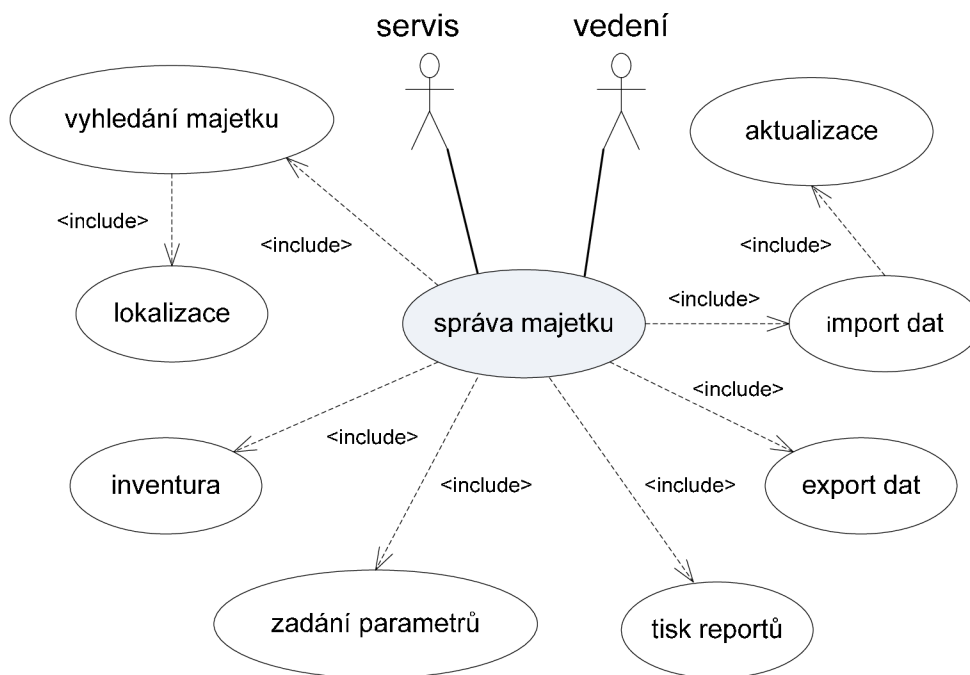 servis
vedení
vyhledání majetku
aktualizace
<include>
<include>
<include>
<include>
lokalizace
správa majetku
import dat
<include>
<include>
inventura
<include>
<include>
export dat
zadání parametrů
tisk reportů